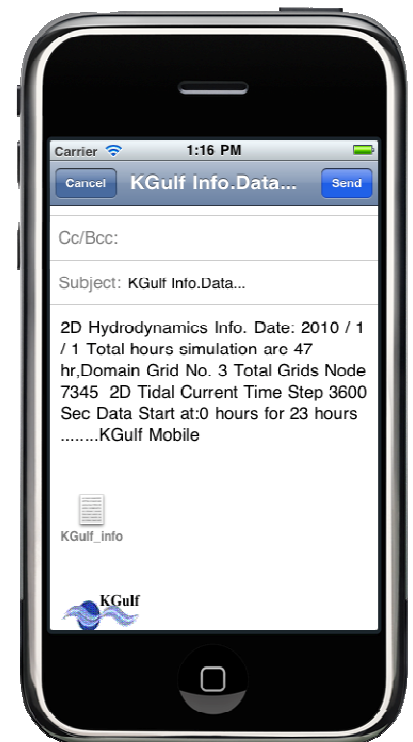 Carrier 1:16 PM
Cancel KGulf Info.Data... Send
Cc/Bcc:
Subject: KGulf Info.Data...
2D Hydrodynamics Info. Date: 2010 / 1
/ 1 Total hours simulation are 47
hr,Domain Grid No. 3 Total Grids Node
7345 2D Tidal Current Time Step 3600
Sec Data Start at:0 hours for 23 hours
........KGulf Mobile
KGulf_info
KGulf